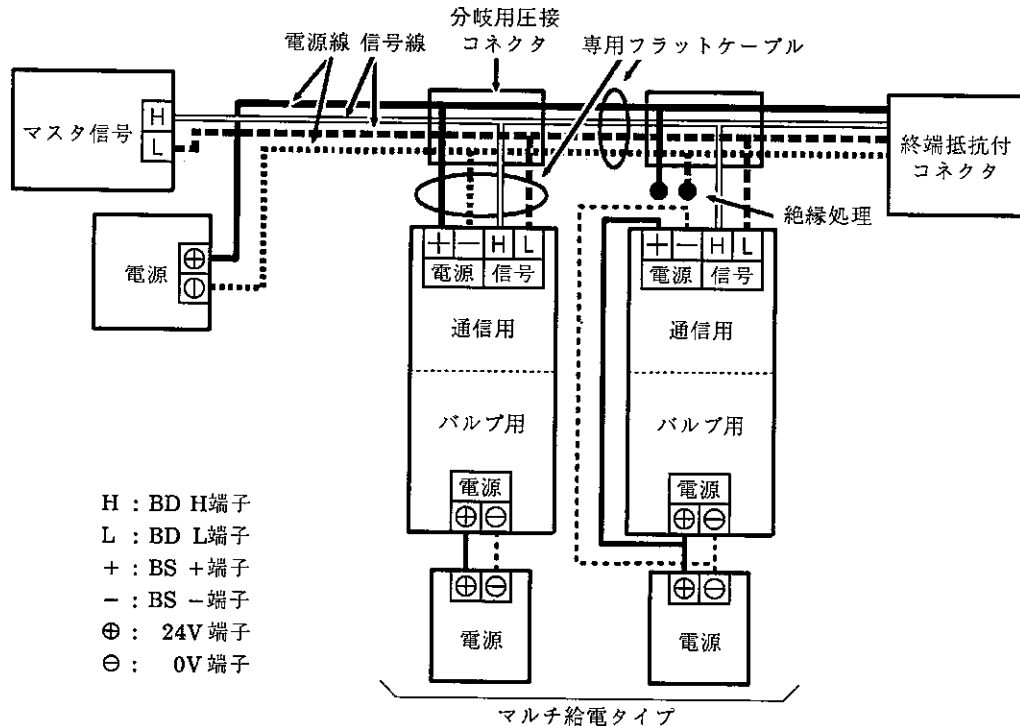 分岐用圧接
コネクタ
電源線 信号線
専用フラットケーブル
マスタ信号
H
L
終端抵抗付
コネクタ
絶縁処理
電源
⊕
⊖
+ − H L
電源 信号
通信用
バルブ用
電源
⊕ ⊖
⊕ ⊖
電源
+ − H L
電源 信号
通信用
バルブ用
電源
⊕ ⊖
⊕ ⊖
電源
H : BD H端子
L : BD L端子
+ : BS +端子
− : BS −端子
⊕ : 24V 端子
⊖ : 0V 端子
マルチ給電タイプ